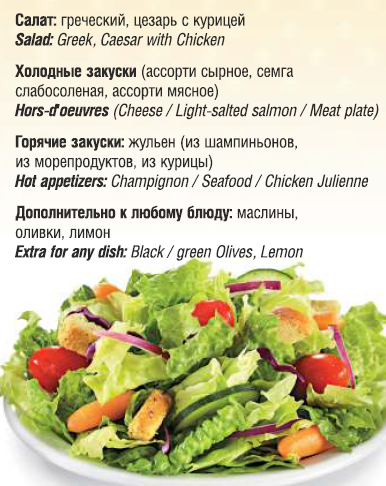 Салат: греческий, цезарь с курицей
Salad: Greek, Caesar with Chicken
Холодные закуски (ассорти сырное, семга
слабосоленая, ассорти мясное)
Hors-d'oeuvres (Cheese / Light-salted salmon / Meat plate)
Горячие закуски: жульен (из шампиньонов,
из морепродуктов, из курицы)
Hot appetizers: Champignon / Seafood / Chicken Julienne
Дополнительно к любому блюду: маслины,
оливки, лимон
Extra for any dish: Black / green Olives, Lemon